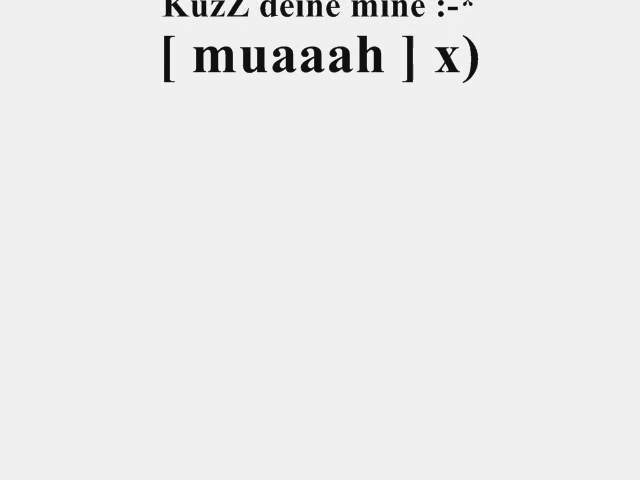 KuzZ deine mine :-*
[ muaaah ] x)